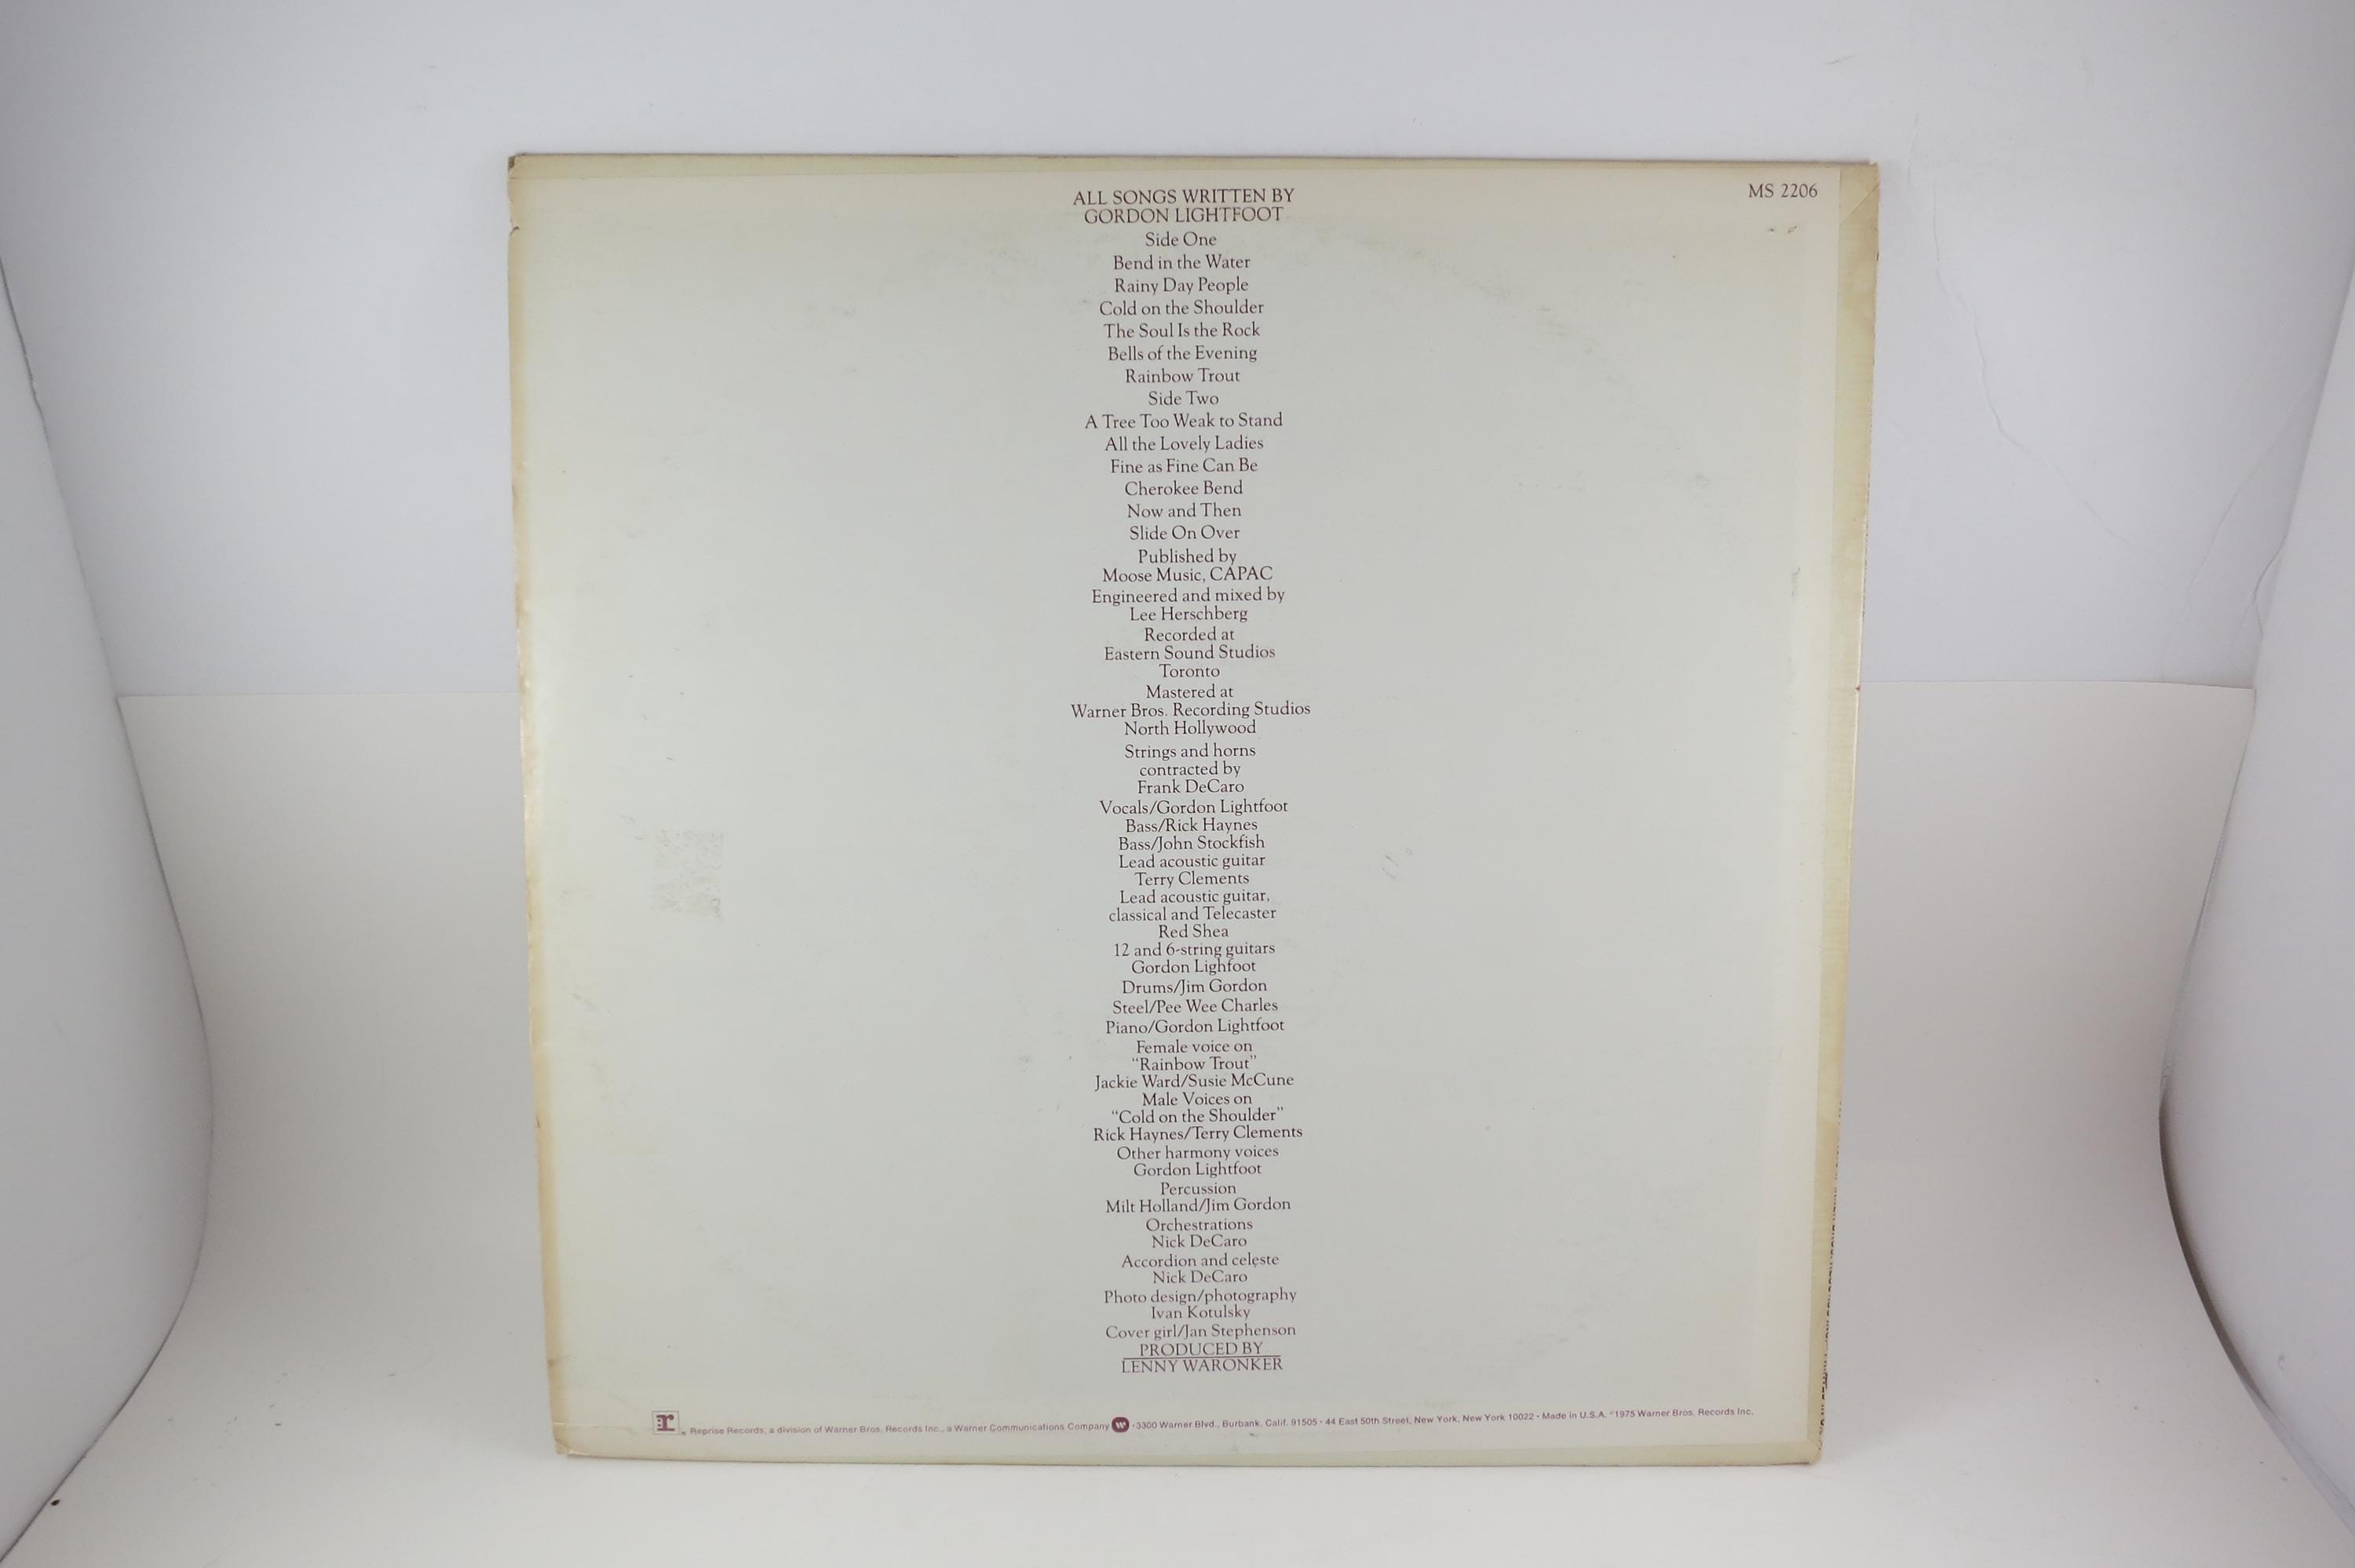 MS 2206
ALL SONGS WRITTEN BY
GORDON LIGHTFOOT
Side One
Bend in the Water
Rainy Day People
Cold on the Shoulder
The Soul Is the Rock
Bells of the Evening
Rainbow Trout
Side Two
A Tree Too Weak to Stand
All the Lovely Ladies
Fine as Fine Can Be
Cherokee Bend
Now and Then
Slide On Over
Published by
Moose Music, CAPAC
Engineered and mixed by
Lee Herschberg
Recorded at
Eastern Sound Studios
Toronto
Mastered at
Warner Bros. Recording Studios
North Hollywood
Strings and horns
contracted by
Frank DeCaro
Vocals/Gordon Lightfoot
Bass/Rick Haynes
Bass/John Stockfish
Lead acoustic guitar
Terry Clements
Lead acoustic guitar,
classical and Telecaster
Red Shea
12 and 6-string guitars
Gordon Lighfoot
Drums/Jim Gordon
Steel/Pee Wee Charles
Piano/Gordon Lightfoot
Female voice on
“Rainbow Trout”
Jackie Ward/Susie McCune
Male Voices on
“Cold on the Shoulder”
Rick Haynes/Terry Clements
Other harmony voices
Gordon Lightfoot
Percussion
Milt Holland/Jim Gordon
Orchestrations
Nick DeCaro
Accordion and celeste
Nick DeCaro
Photo design/photography
Ivan Kotulsky
Cover girl/Jan Stephenson
PRODUCED BY
LENNY WARONKER
r Reprise Records, a division of Warner Bros. Records Inc., a Warner Communications Company W · 3300 Warner Blvd., Burbank, Calif. 91505 · 44 East 50th Street, New York, New York 10022 · Made in U.S.A. ℗1975 Warner Bros. Records Inc.